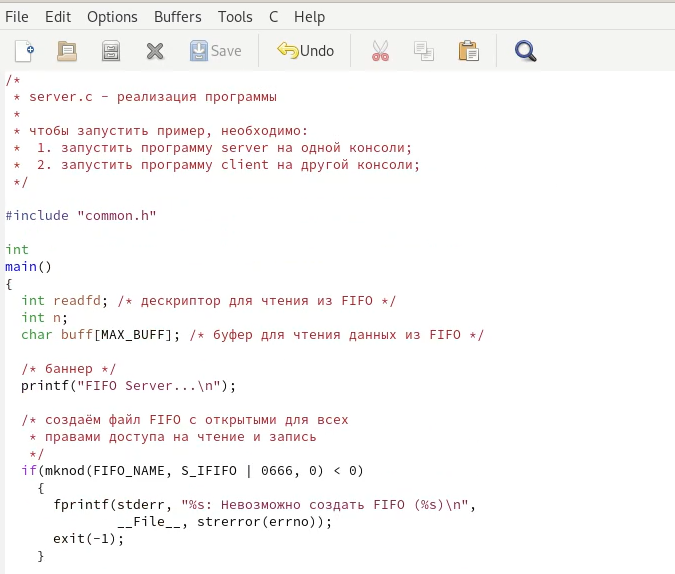 File Edit Options Buffers Tools C Help
Save Undo
/*
 * server.c - реализация программы
 *
 * чтобы запустить пример, необходимо:
 *  1. запустить программу server на одной консоли;
 *  2. запустить программу client на другой консоли;
 */

#include "common.h"

int
main()
{
  int readfd; /* дескриптор для чтения из FIFO */
  int n;
  char buff[MAX_BUFF]; /* буфер для чтения данных из FIFO */

  /* баннер */
  printf("FIFO Server...\n");

  /* создаём файл FIFO с открытыми для всех
   * правами доступа на чтение и запись
   */
  if(mknod(FIFO_NAME, S_IFIFO | 0666, 0) < 0)
    {
      fprintf(stderr, "%s: Невозможно создать FIFO (%s)\n",
              __File__, strerror(errno));
      exit(-1);
    }